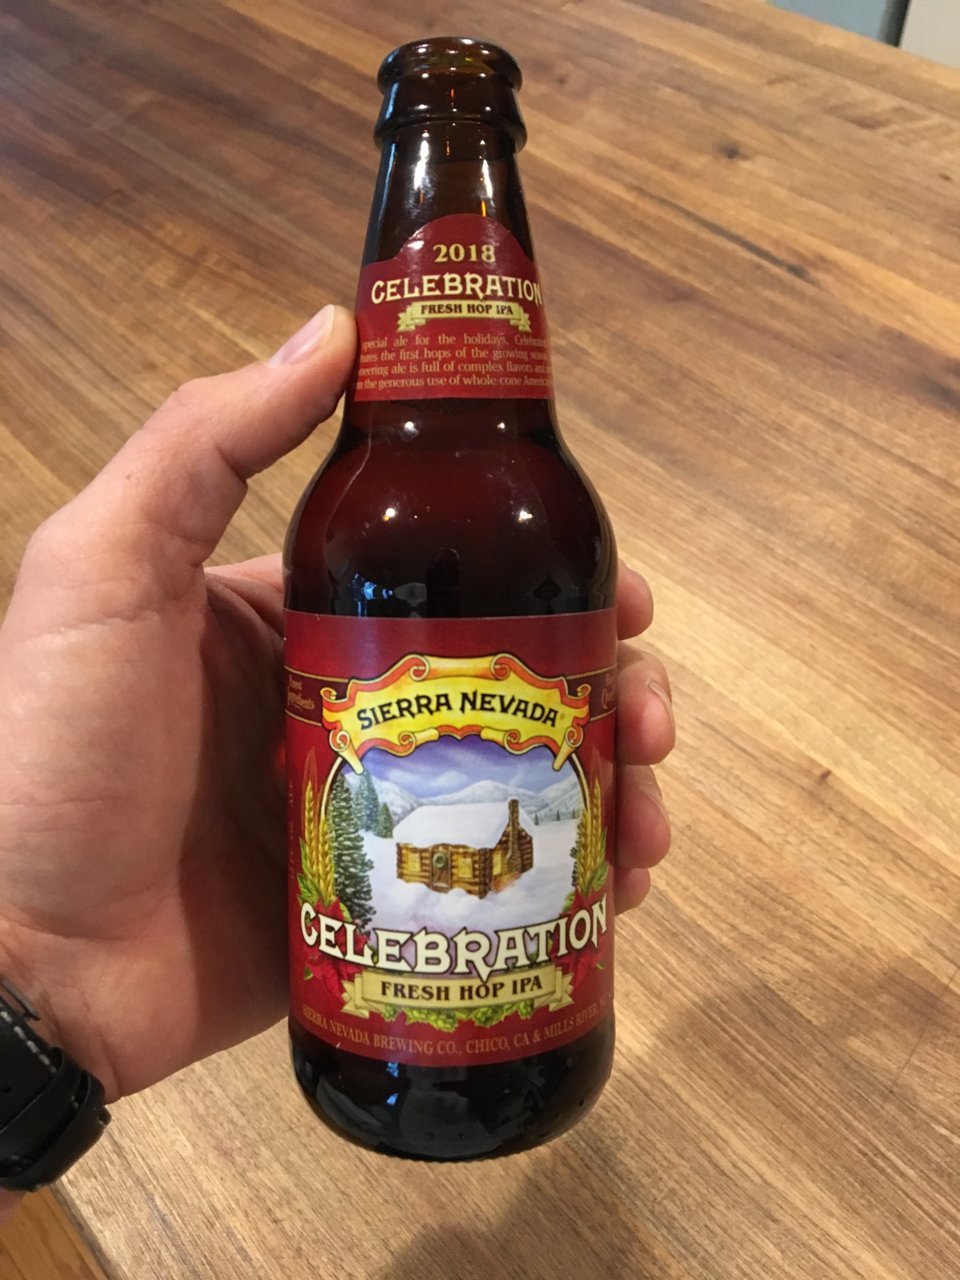 2018
CELEBRATION
FRESH HOP IPA
special ale for the holidays, Celebration
the first hops of the growing season
ale is full of complex flavors and
the generous use of whole-cone American
SIERRA NEVADA®
CELEBRATION
FRESH HOP IPA
SIERRA NEVADA BREWING CO., CHICO, CA & MILLS RIVER,